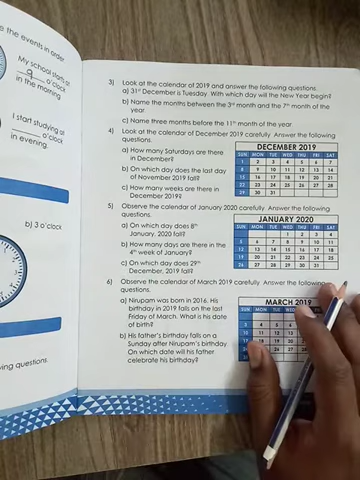 e the events in order
My school starts at
9 o'clock
in the morning
I start studying at
o'clock
in evening.
b) 3 o'clock
ving questions.
3) Look at the calendar of 2019 and answer the following questions.
a) 31st December is Tuesday. With which day will the New Year begin?
b) Name the months between the 3rd month and the 7th month of the
year.
c) Name three months before the 11th month of the year
4) Look at the calendar of December 2019 carefully. Answer the following
questions.
a) How many Saturdays are there
in December?
b) On which day does the last day
of November 2019 fall?
c) How many weeks are there in
December 2019?
DECEMBER 2019
SUN MON TUE WED THU FRI SAT
1 2 3 4 5 6 7
8 9 10 11 12 13 14
15 16 17 18 19 20 21
22 23 24 25 26 27 28
29 30 31
5) Observe the calendar of January 2020 carefully. Answer the following
questions.
a) On which day does 8th
January, 2020 fall?
b) How many days are there in the
4th week of January?
c) On which day does 29th
December, 2019 fall?
JANUARY 2020
SUN MON TUE WED THU FRI SAT
1 2 3 4
5 6 7 8 9 10 11
12 13 14 15 16 17 18
19 20 21 22 23 24 25
26 27 28 29 30 31
6) Observe the calendar of March 2019 carefully. Answer the following
questions.
a) Nirupam was born in 2016. His
birthday in 2019 falls on the last
Friday of March. What is his date
of birth?
b) His father's birthday falls on a
Sunday after Nirupam's birthday.
On which date will his father
celebrate his birthday?
MARCH 2019
SUN MON TUE WED
3 4 5
10 11 12
17 18 19
24 25 26 27 28